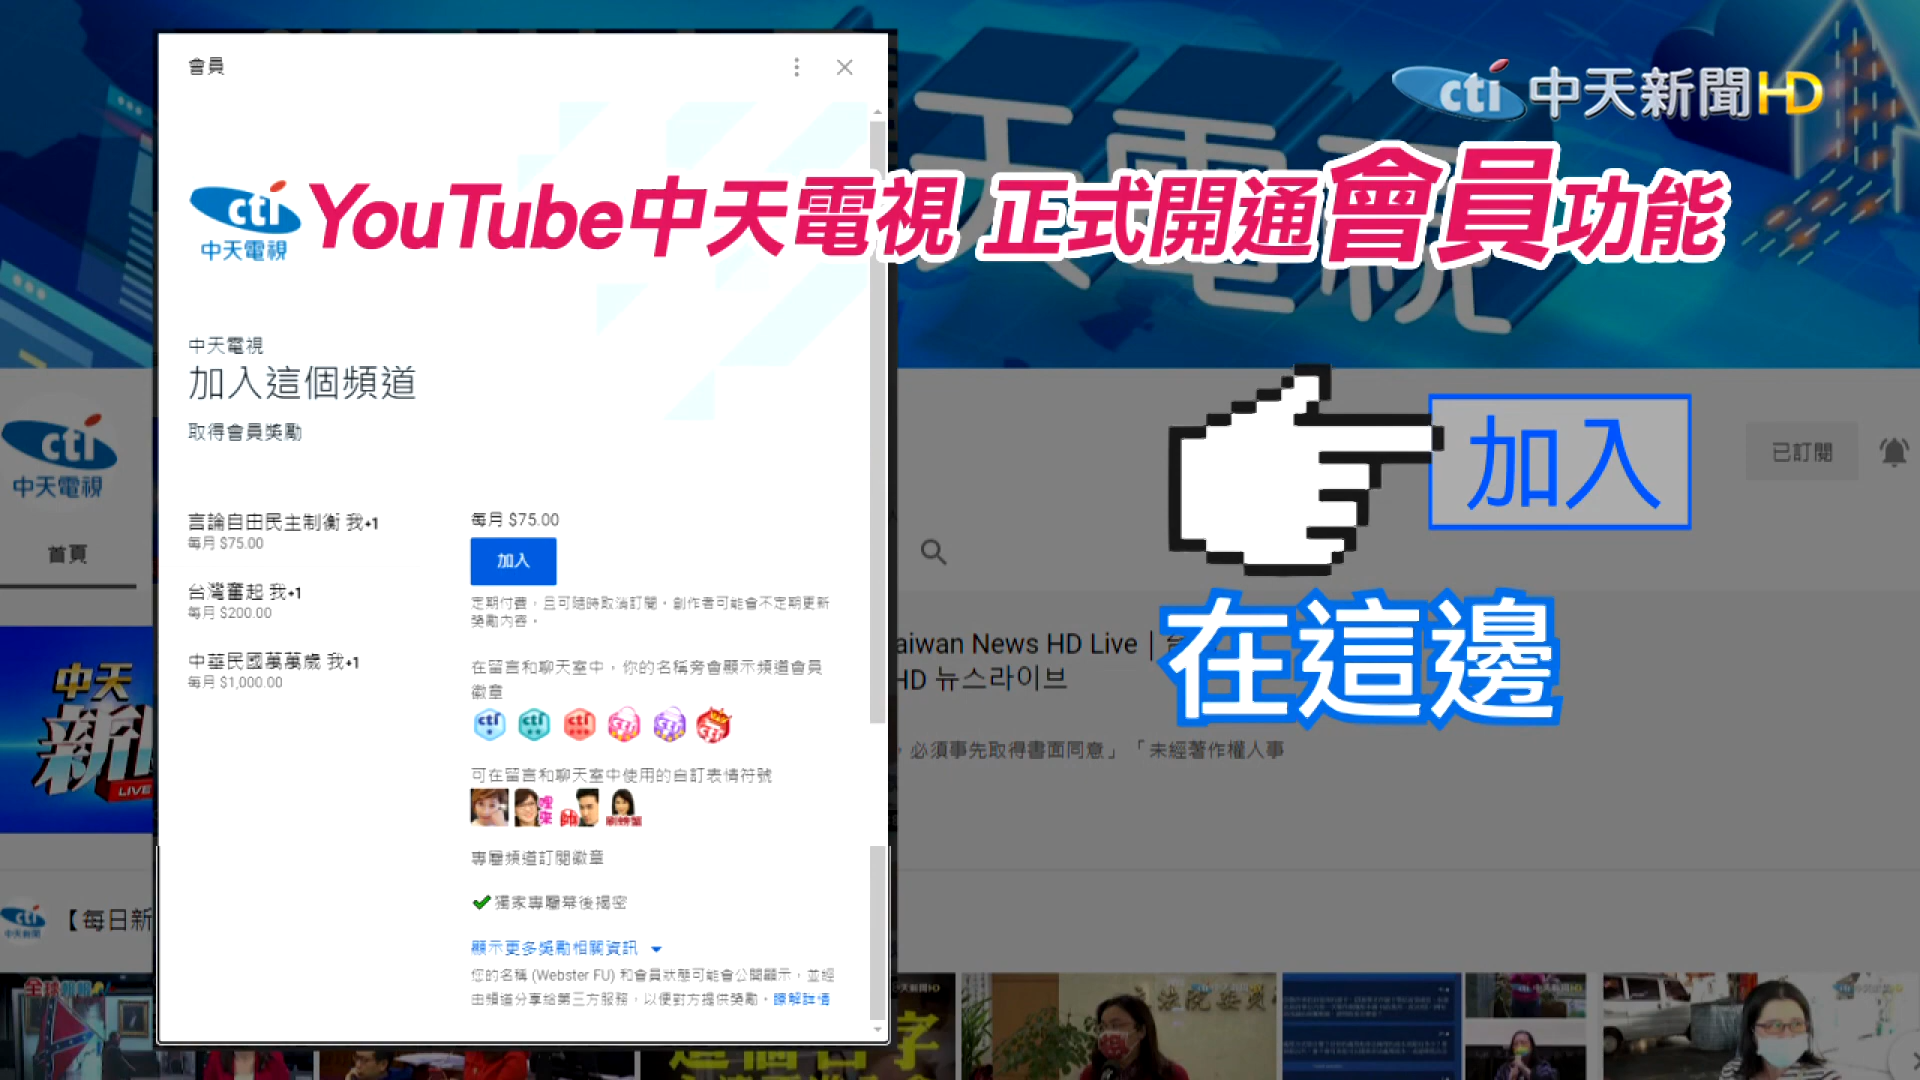 會員
cti 中天新聞HD
天電視
cti 中天電視
YouTube中天電視 正式開通會員功能
中天電視
加入這個頻道
取得會員獎勵
言論自由民主制衡 我+1
每月 $75.00
台灣奮起 我+1
每月 $200.00
中華民國萬萬歲 我+1
每月 $1,000.00
每月 $75.00
加入
定期付費，且可隨時取消訂閱。創作者可能會不定期更新
獎勵內容。
在留言和聊天室中，你的名稱旁會顯示頻道會員
徽章
cti cti cti
可在留言和聊天室中使用的自訂表情符號
專屬頻道訂閱徽章
獨家專屬幕後揭密
顯示更多獎勵相關資訊
您的名稱 (Webster FU) 和會員狀態可能會公開顯示，並經
由頻道分享給第三方服務，以便對方提供獎勵。瞭解詳情
cti
中天電視
首頁
中天
新聞
LIVE
cti
【每日新
加入
已訂閱
在這邊
aiwan News HD Live | 台
HD 뉴스라이브
，必須事先取得書面同意」「未經著作權人事